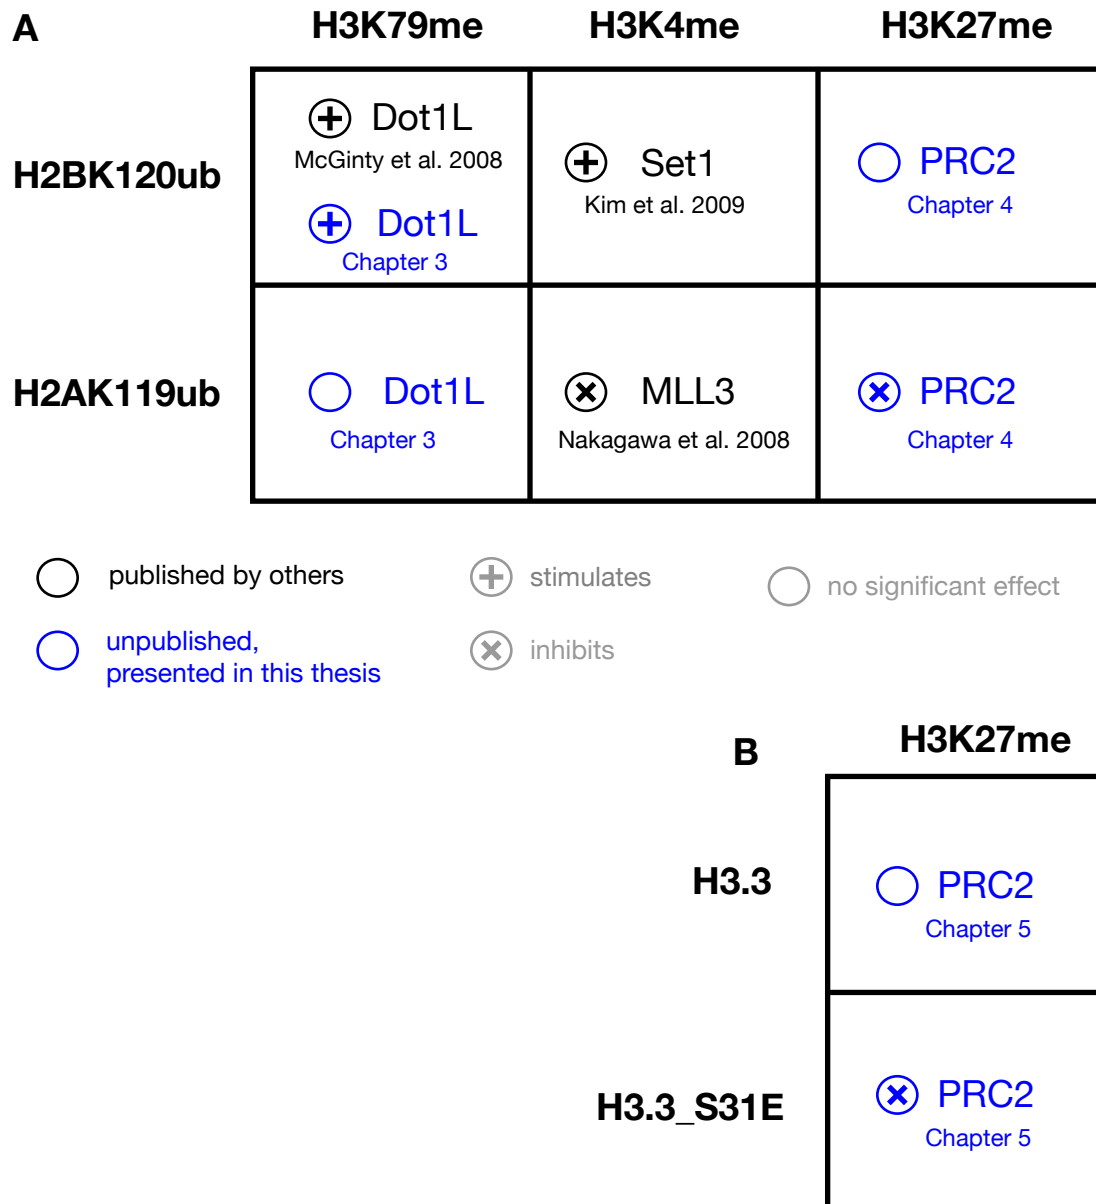 A
H3K79me H3K4me H3K27me
H2BK120ub
Dot1L
McGinty et al. 2008
Dot1L
Chapter 3
Set1
Kim et al. 2009
PRC2
Chapter 4
H2AK119ub
Dot1L
Chapter 3
MLL3
Nakagawa et al. 2008
PRC2
Chapter 4
published by others
unpublished,
presented in this thesis
stimulates
inhibits
no significant effect
B
H3K27me
H3.3
PRC2
Chapter 5
H3.3_S31E
PRC2
Chapter 5